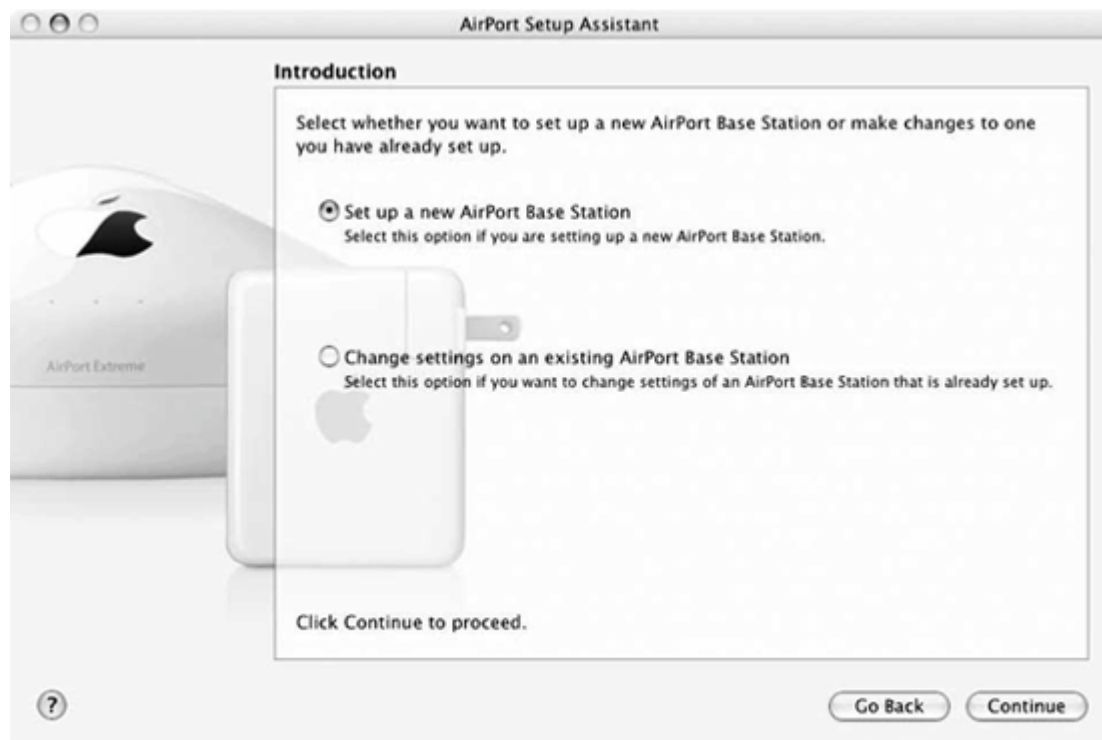 AirPort Setup Assistant
Introduction
Select whether you want to set up a new AirPort Base Station or make changes to one
you have already set up.
Set up a new AirPort Base Station
Select this option if you are setting up a new AirPort Base Station.
AirPort Extreme
Change settings on an existing AirPort Base Station
Select this option if you want to change settings of an AirPort Base Station that is already set up.
Click Continue to proceed.
?
Go Back
Continue